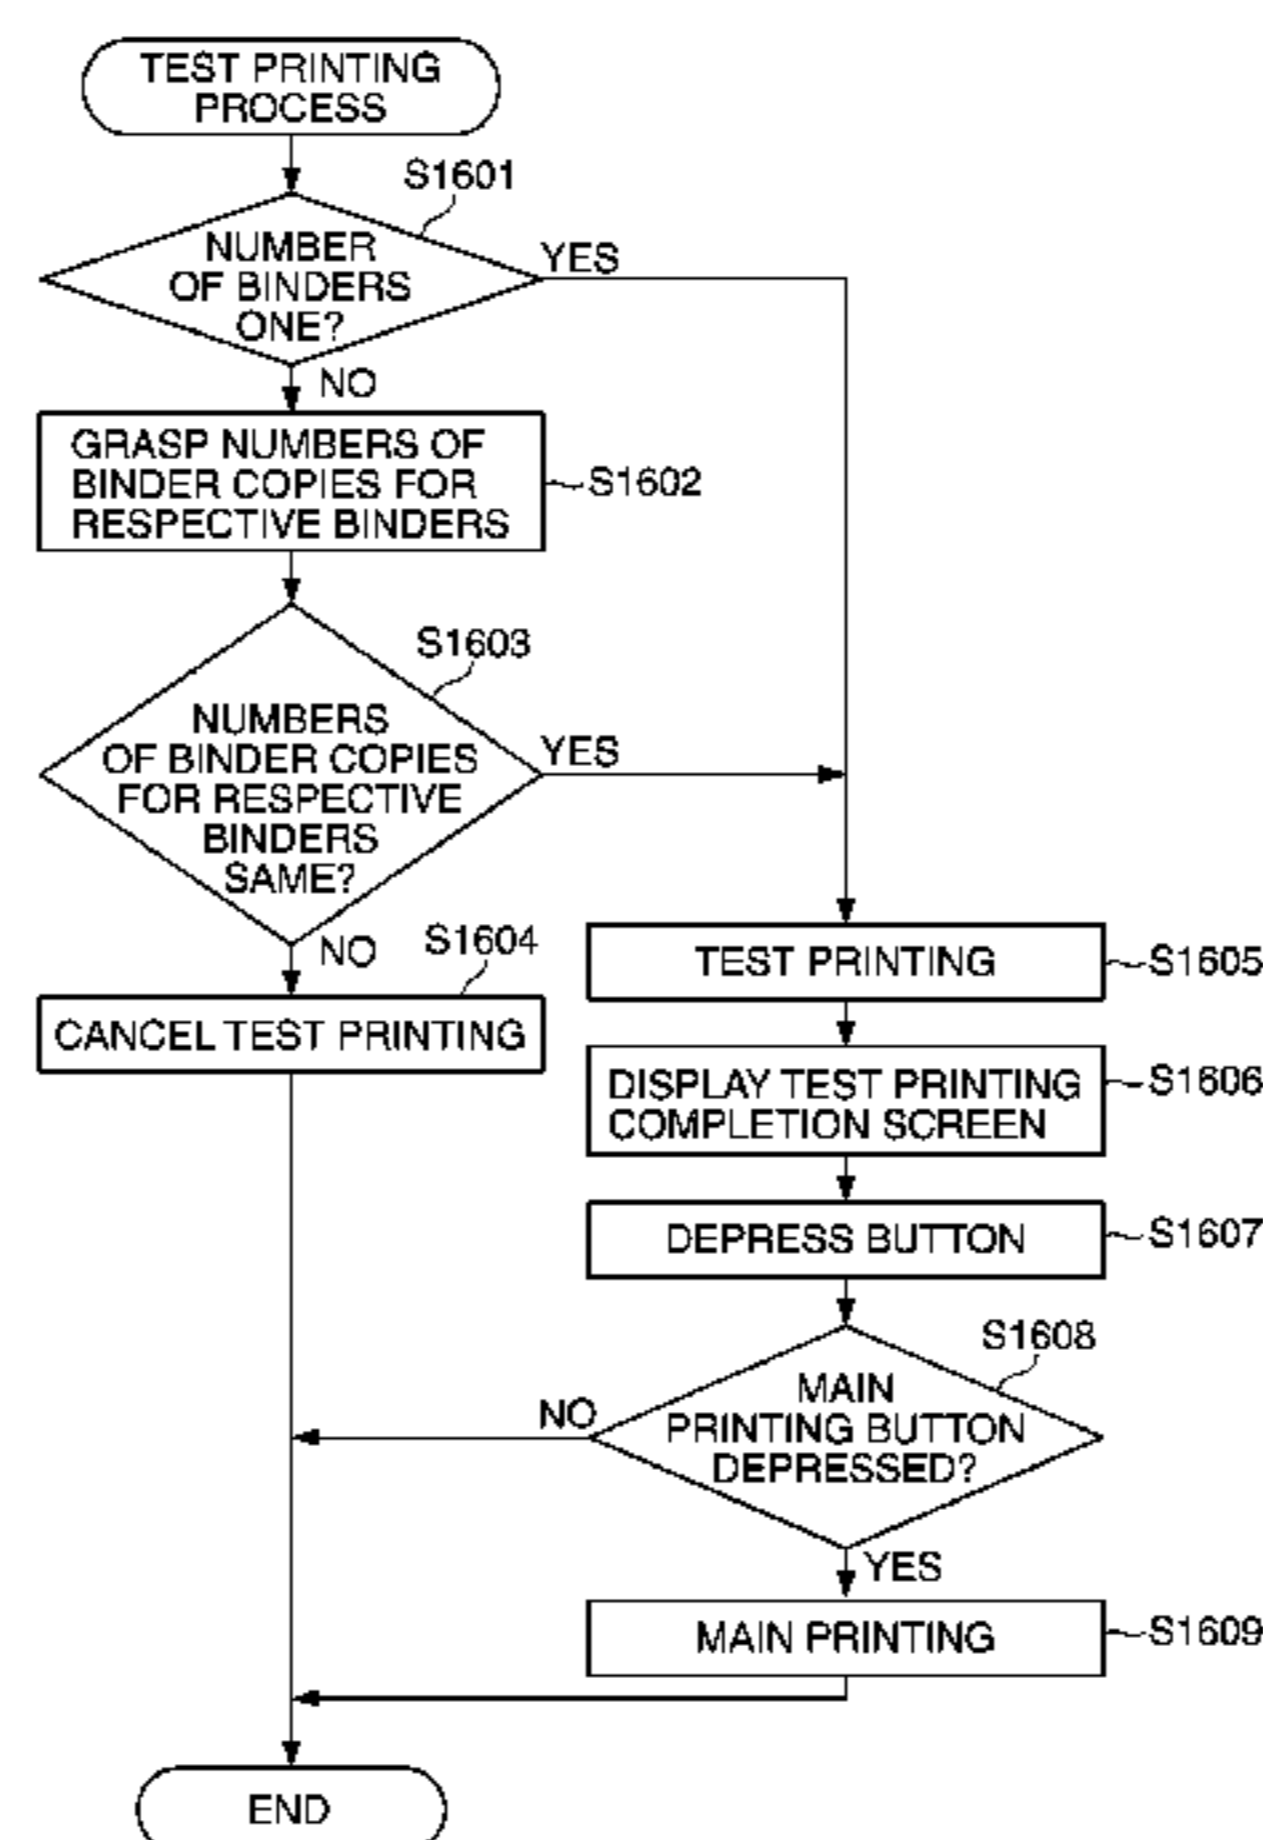 TEST PRINTING
PROCESS
S1601
NUMBER
OF BINDERS
ONE?
YES
NO
GRASP NUMBERS OF
BINDER COPIES FOR
RESPECTIVE BINDERS
S1602
S1603
NUMBERS
OF BINDER COPIES
FOR RESPECTIVE
BINDERS
SAME?
YES
NO
S1604
CANCEL TEST PRINTING
TEST PRINTING
S1605
DISPLAY TEST PRINTING
COMPLETION SCREEN
S1606
DEPRESS BUTTON
S1607
S1608
MAIN
PRINTING BUTTON
DEPRESSED?
NO
YES
MAIN PRINTING
S1609
END